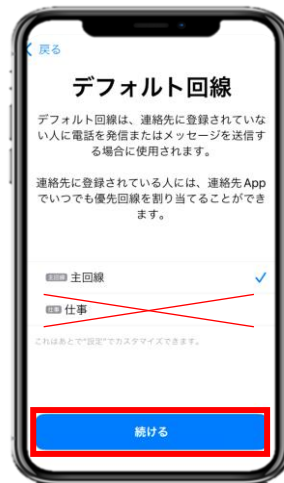 戻る
デフォルト回線
デフォルト回線は、連絡先に登録されていな
い人に電話を発信またはメッセージを送信す
る場合に使用されます。
連絡先に登録されている人には、連絡先App
でいつでも優先回線を割り当てることができ
ます。
主回線 主回線
仕事 仕事
これはあとで"設定"でカスタマイズできます。
続ける